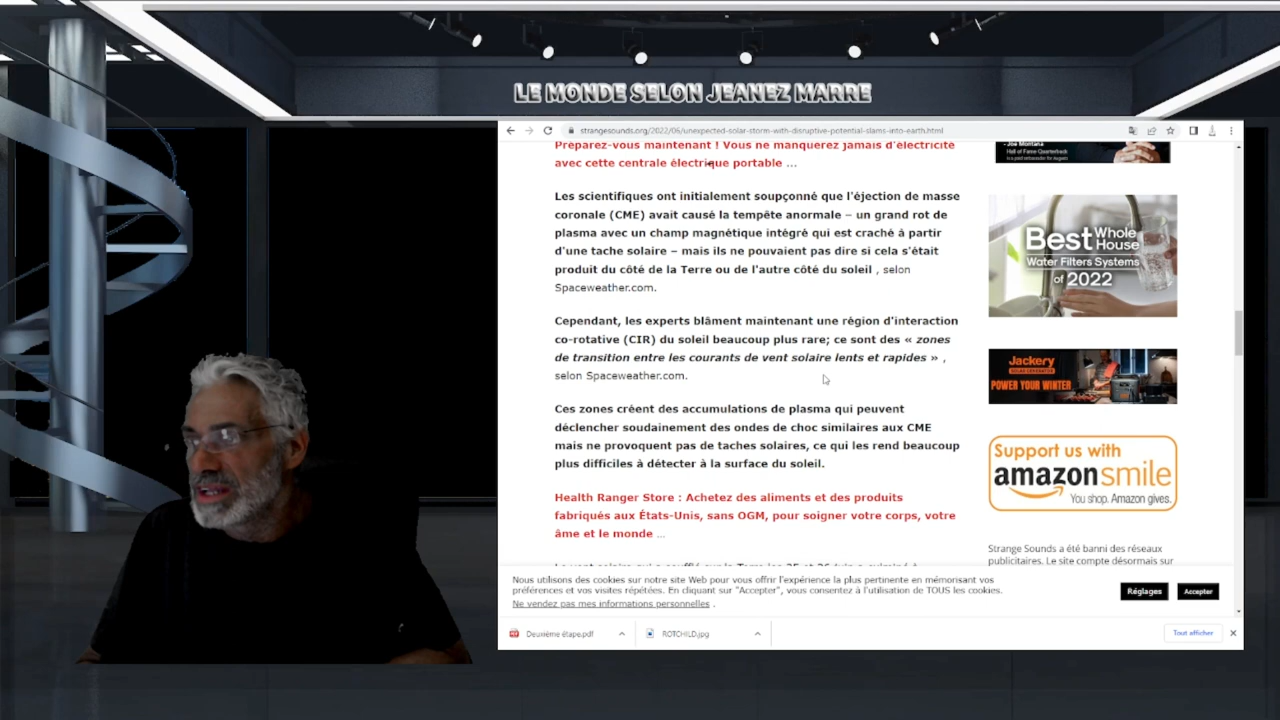 LE MONDE SELON JEANEZ MARRE
strangesounds.org/2022/06/unexpected-solar-storm-with-disruptive-potential-slams-into-earth.html
Préparez-vous maintenant ! Vous ne manquerez jamais d'électricité
avec cette centrale électrique portable ...
Les scientifiques ont initialement soupçonné que l'éjection de masse
coronale (CME) avait causé la tempête anormale – un grand rot de
plasma avec un champ magnétique intégré qui est craché à partir
d'une tache solaire – mais ils ne pouvaient pas dire si cela s'était
produit du côté de la Terre ou de l'autre côté du soleil , selon
Spaceweather.com.
Cependant, les experts blâment maintenant une région d'interaction
co-rotative (CIR) du soleil beaucoup plus rare; ce sont des « zones
de transition entre les courants de vent solaire lents et rapides » ,
selon Spaceweather.com.
Ces zones créent des accumulations de plasma qui peuvent
déclencher soudainement des ondes de choc similaires aux CME
mais ne provoquent pas de taches solaires, ce qui les rend beaucoup
plus difficiles à détecter à la surface du soleil.
Health Ranger Store : Achetez des aliments et des produits
fabriqués aux États-Unis, sans OGM, pour soigner votre corps, votre
âme et le monde ...
- Joe Montana
Hall of Fame Quarterback
Best Whole House
Water Filters Systems
of 2022
Jackery
POWER YOUR WINTER
Support us with
amazonsmile
You shop. Amazon gives.
Strange Sounds a été banni des réseaux
publicitaires. Le site compte désormais sur
Nous utilisons des cookies sur notre site Web pour vous offrir l'expérience la plus pertinente en mémorisant vos
préférences et vos visites répétées. En cliquant sur "Accepter", vous consentez à l'utilisation de TOUS les cookies.
Ne vendez pas mes informations personnelles .
Réglages
Accepter
Deuxième étape.pdf
ROTCHILD.jpg
Tout afficher